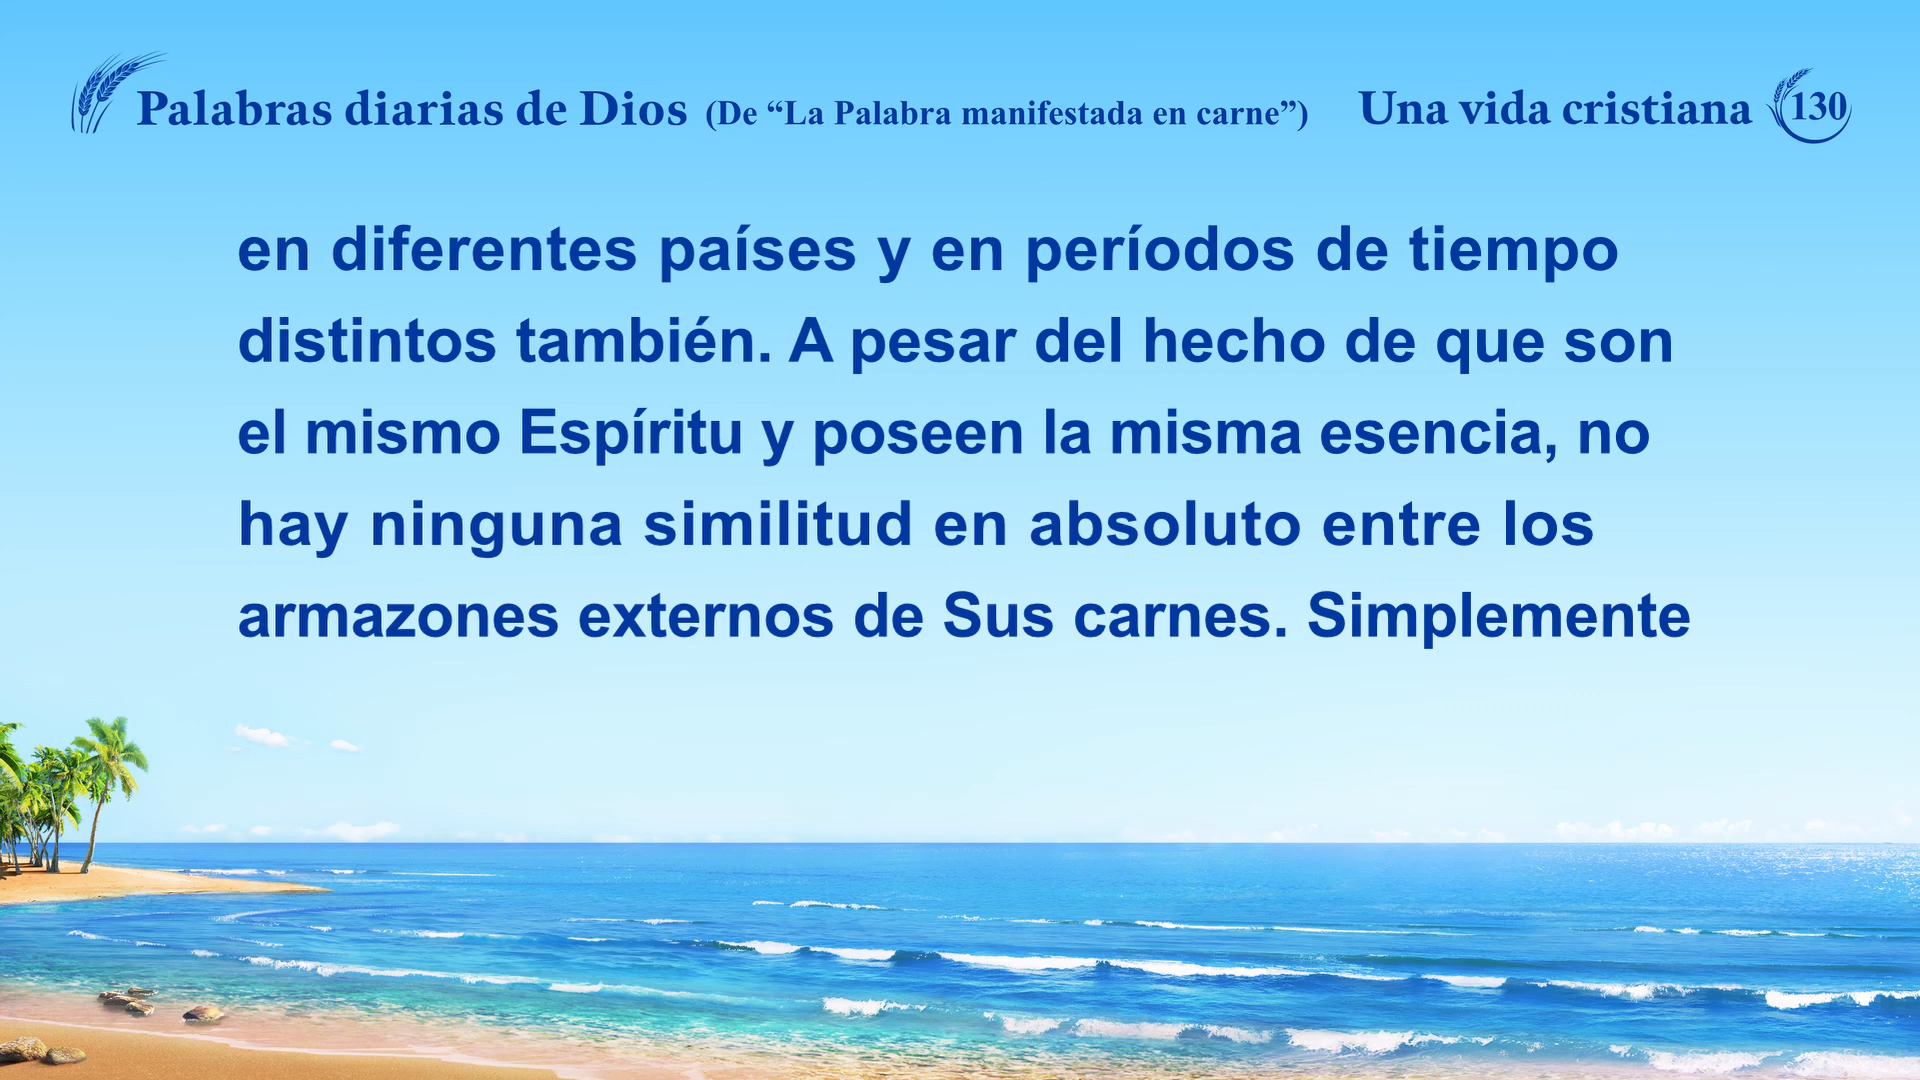 Palabras diarias de Dios (De “La Palabra manifestada en carne”) Una vida cristiana 130
en diferentes países y en períodos de tiempo
distintos también. A pesar del hecho de que son
el mismo Espíritu y poseen la misma esencia, no
hay ninguna similitud en absoluto entre los
armazones externos de Sus carnes. Simplemente